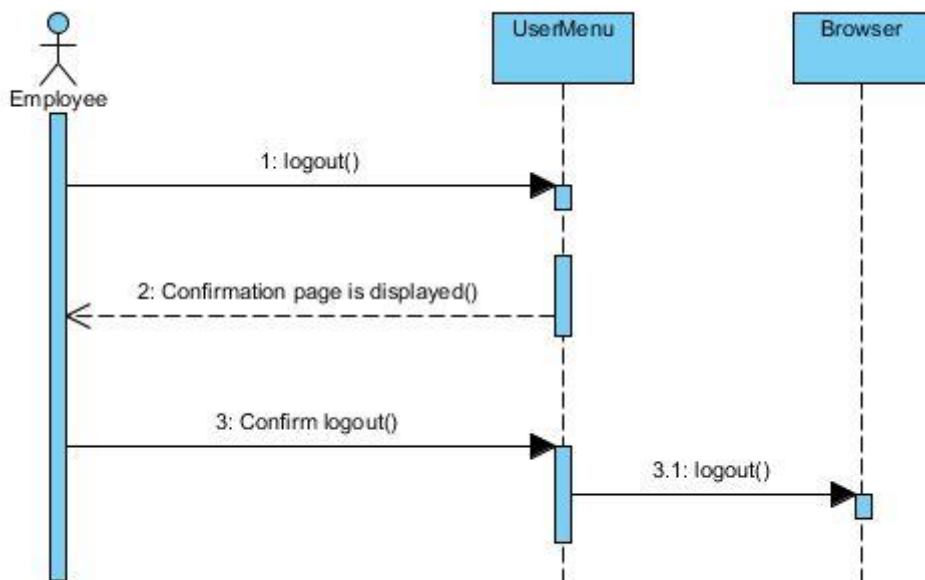 UserMenu
Browser
Employee
1: logout()
2: Confirmation page is displayed()
3: Confirm logout()
3.1: logout()